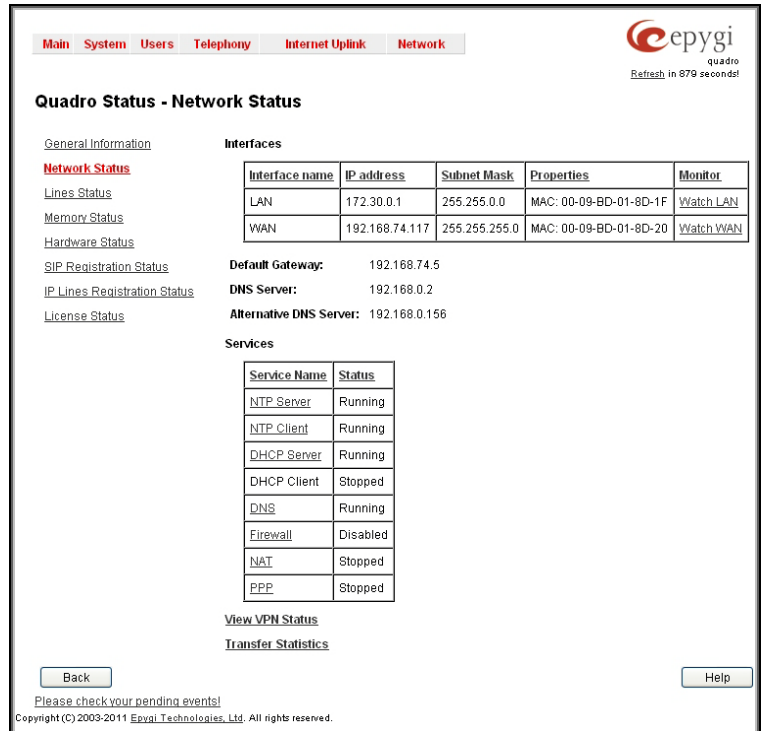 Main System Users Telephony Internet Uplink Network
epygi
quadro
Refresh in 879 seconds!
Quadro Status - Network Status
General Information
Network Status
Lines Status
Memory Status
Hardware Status
SIP Registration Status
IP Lines Registration Status
License Status
Interfaces
Interface name IP address Subnet Mask Properties Monitor
LAN 172.30.0.1 255.255.0.0 MAC: 00-09-BD-01-8D-1F Watch LAN
WAN 192.168.74.117 255.255.255.0 MAC: 00-09-BD-01-8D-20 Watch WAN
Default Gateway: 192.168.74.5
DNS Server: 192.168.0.2
Alternative DNS Server: 192.168.0.156
Services
Service Name Status
NTP Server Running
NTP Client Running
DHCP Server Running
DHCP Client Stopped
DNS Running
Firewall Disabled
NAT Stopped
PPP Stopped
View VPN Status
Transfer Statistics
Back Help
Please check your pending events!
Copyright (C) 2003-2011 Epygi Technologies, Ltd. All rights reserved.